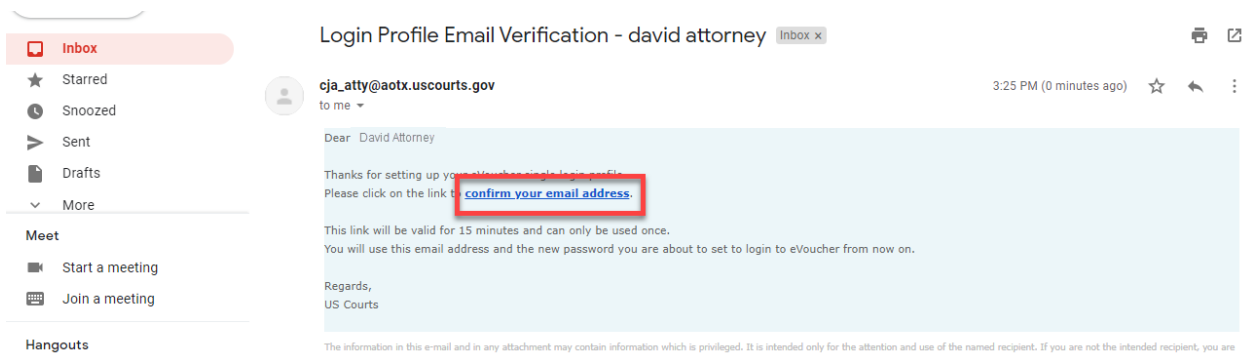 Login Profile Email Verification - david attorney Inbox x
Inbox
Starred
Snoozed
Sent
Drafts
More
Meet
Start a meeting
Join a meeting
Hangouts
cja_atty@aotx.uscourts.gov
3:25 PM (0 minutes ago)
to me
Dear David Attorney
Thanks for setting up your eVoucher single login profile.
Please click on the link to confirm your email address.
This link will be valid for 15 minutes and can only be used once.
You will use this email address and the new password you are about to set to login to eVoucher from now on.
Regards,
US Courts
The information in this e-mail and in any attachment may contain information which is privileged. It is intended only for the attention and use of the named recipient. If you are not the intended recipient, you are